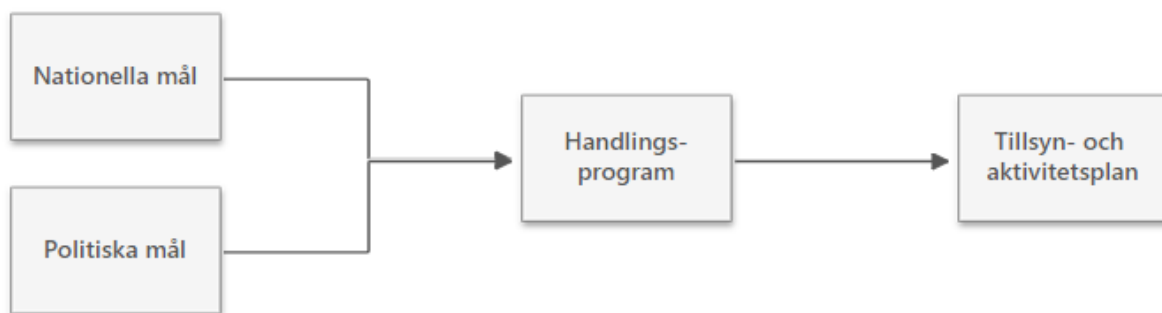 Nationella mål
Politiska mål
Handlings-
program
Tillsyn- och
aktivitetsplan